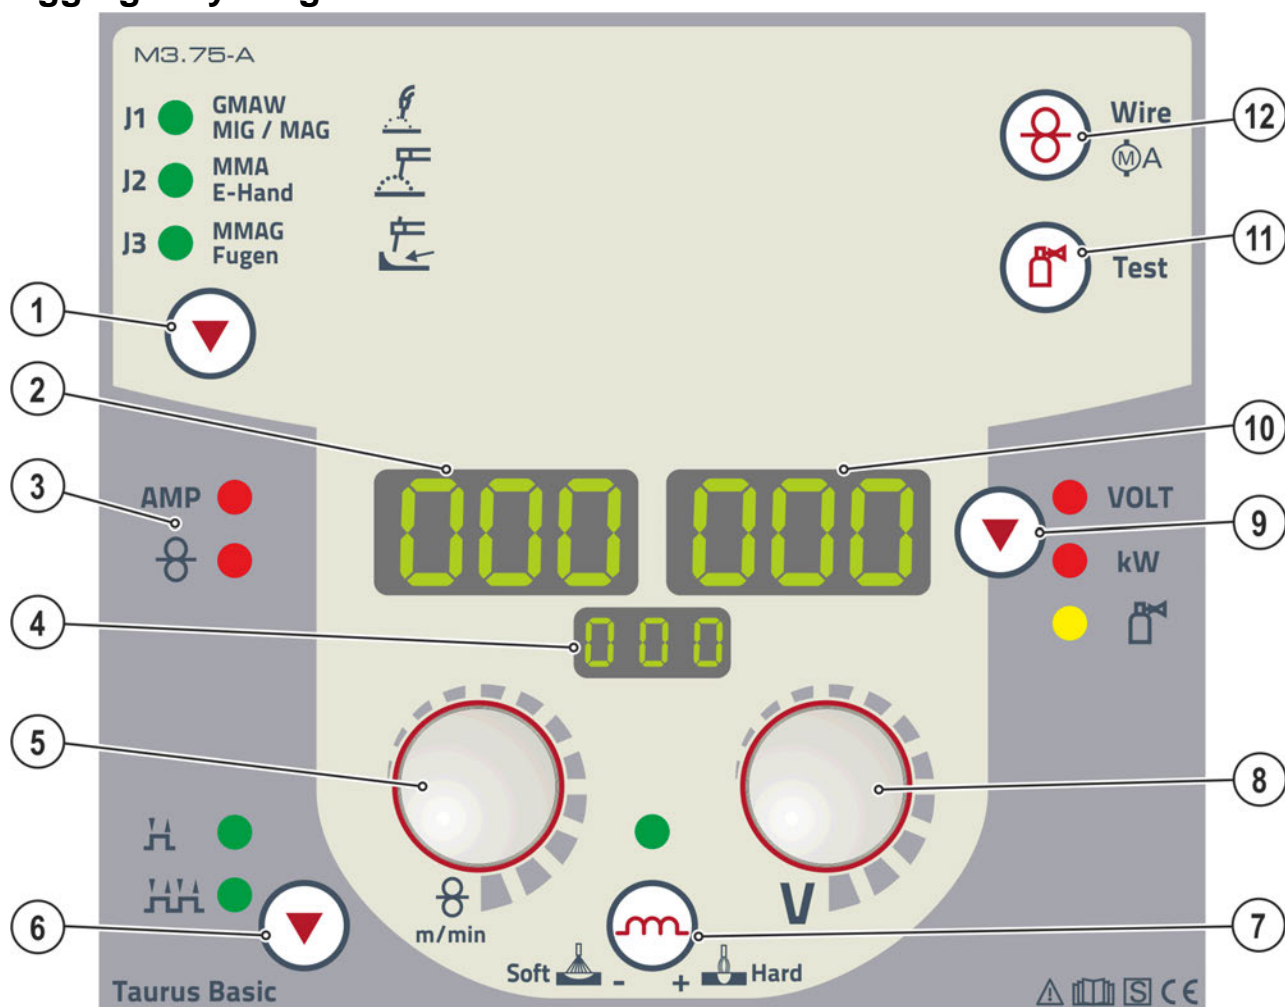 M3.75-A
J1 GMAW
MIG / MAG
J2 MMA
E-Hand
J3 MMAG
Fugen
12
Wire
M A
11
Test
1
2
10
3
AMP
000
000
VOLT
9
kW
4
000
5
8
6
m/min
V
7
Soft - + Hard
Taurus Basic
S CE